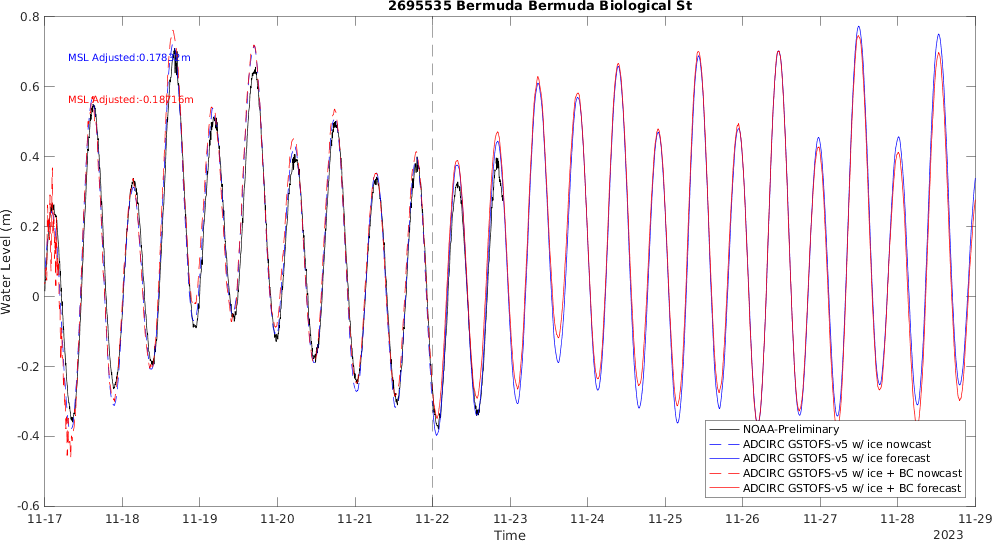 2695535 Bermuda Bermuda Biological St
0.8
0.6
0.4
0.2
0
-0.2
-0.4
-0.6
Water Level (m)
MSL Adjusted:0.17832m
MSL Adjusted:-0.18716m
NOAA-Preliminary
ADCIRC GSTOFS-v5 w/ ice nowcast
ADCIRC GSTOFS-v5 w/ ice forecast
ADCIRC GSTOFS-v5 w/ ice + BC nowcast
ADCIRC GSTOFS-v5 w/ ice + BC forecast
11-17 11-18 11-19 11-20 11-21 11-22 11-23 11-24 11-25 11-26 11-27 11-28 11-29
Time
2023